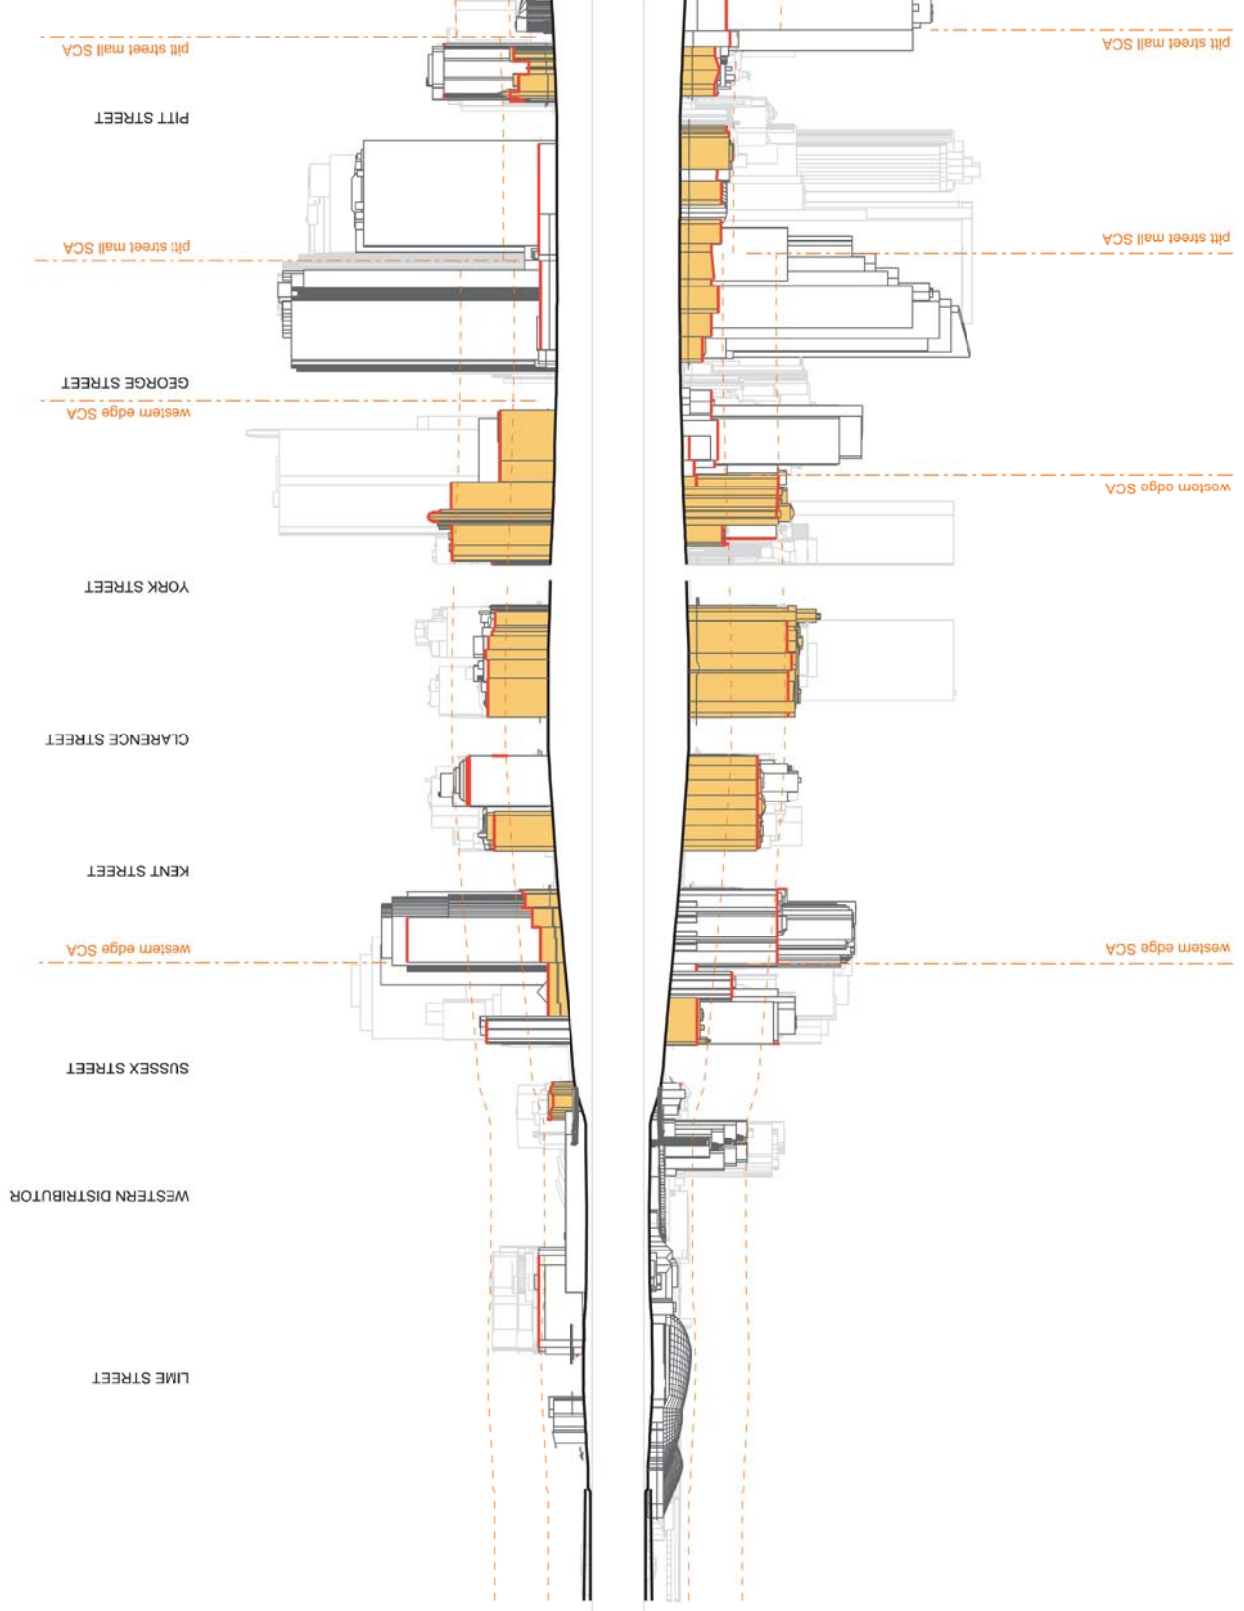 LIME STREET
WESTERN DISTRIBUTOR
SUSSEX STREET
western edge SCA
western edge SCA
KENT STREET
CLARENCE STREET
YORK STREET
western edge SCA
western edge SCA
GEORGE STREET
pitt street mall SCA
pitt street mall SCA
PITT STREET
pitt street mall SCA
pitt street mall SCA